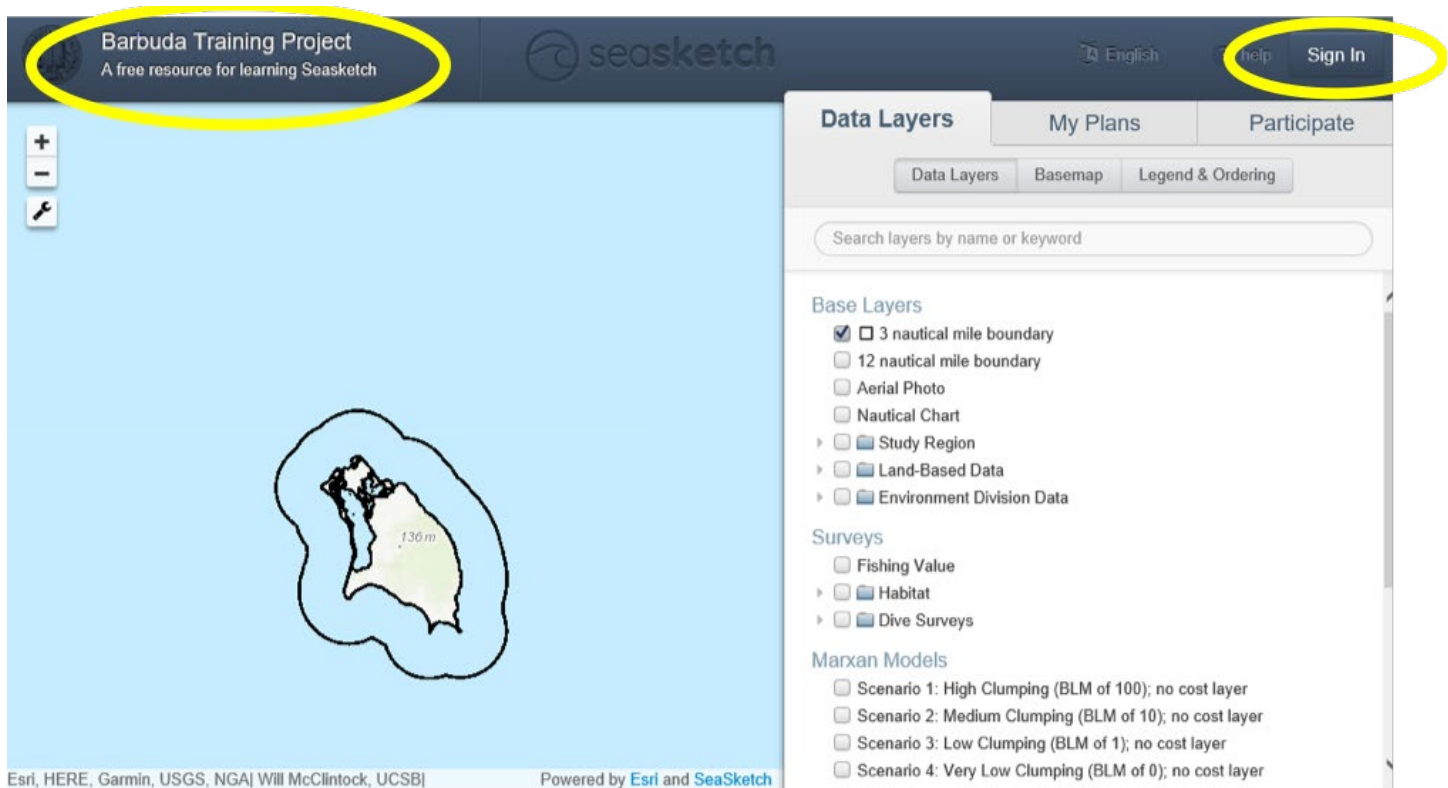 Barbuda Training Project
A free resource for learning Seasketch
seasketch
English
help
Sign In
Data Layers
My Plans
Participate
Data Layers
Basemap
Legend & Ordering
Search layers by name or keyword
Base Layers
3 nautical mile boundary
12 nautical mile boundary
Aerial Photo
Nautical Chart
Study Region
Land-Based Data
Environment Division Data
Surveys
Fishing Value
Habitat
Dive Surveys
Marxan Models
Scenario 1: High Clumping (BLM of 100); no cost layer
Scenario 2: Medium Clumping (BLM of 10); no cost layer
Scenario 3: Low Clumping (BLM of 1); no cost layer
Scenario 4: Very Low Clumping (BLM of 0); no cost layer
136 m
Esri, HERE, Garmin, USGS, NGA| Will McClintock, UCSB|
Powered by Esri and SeaSketch